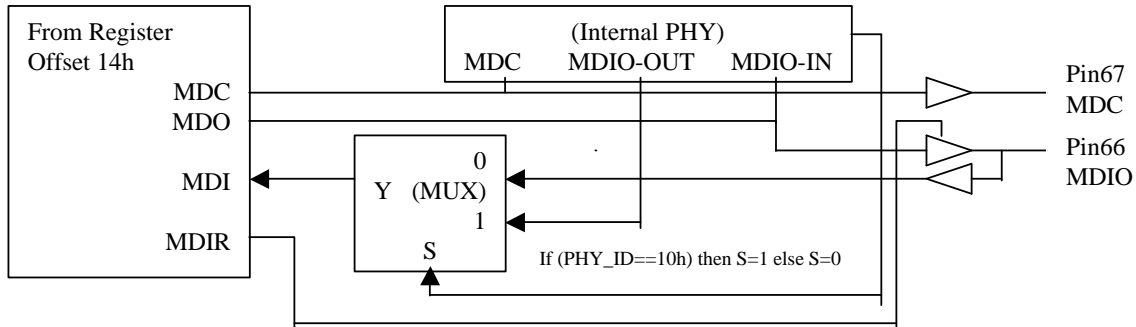 From Register
Offset 14h
MDC
MDO
MDI
MDIR
(Internal PHY)
MDC MDIO-OUT MDIO-IN
0
Y (MUX)
1
S
If (PHY_ID==10h) then S=1 else S=0
Pin67
MDC
Pin66
MDIO